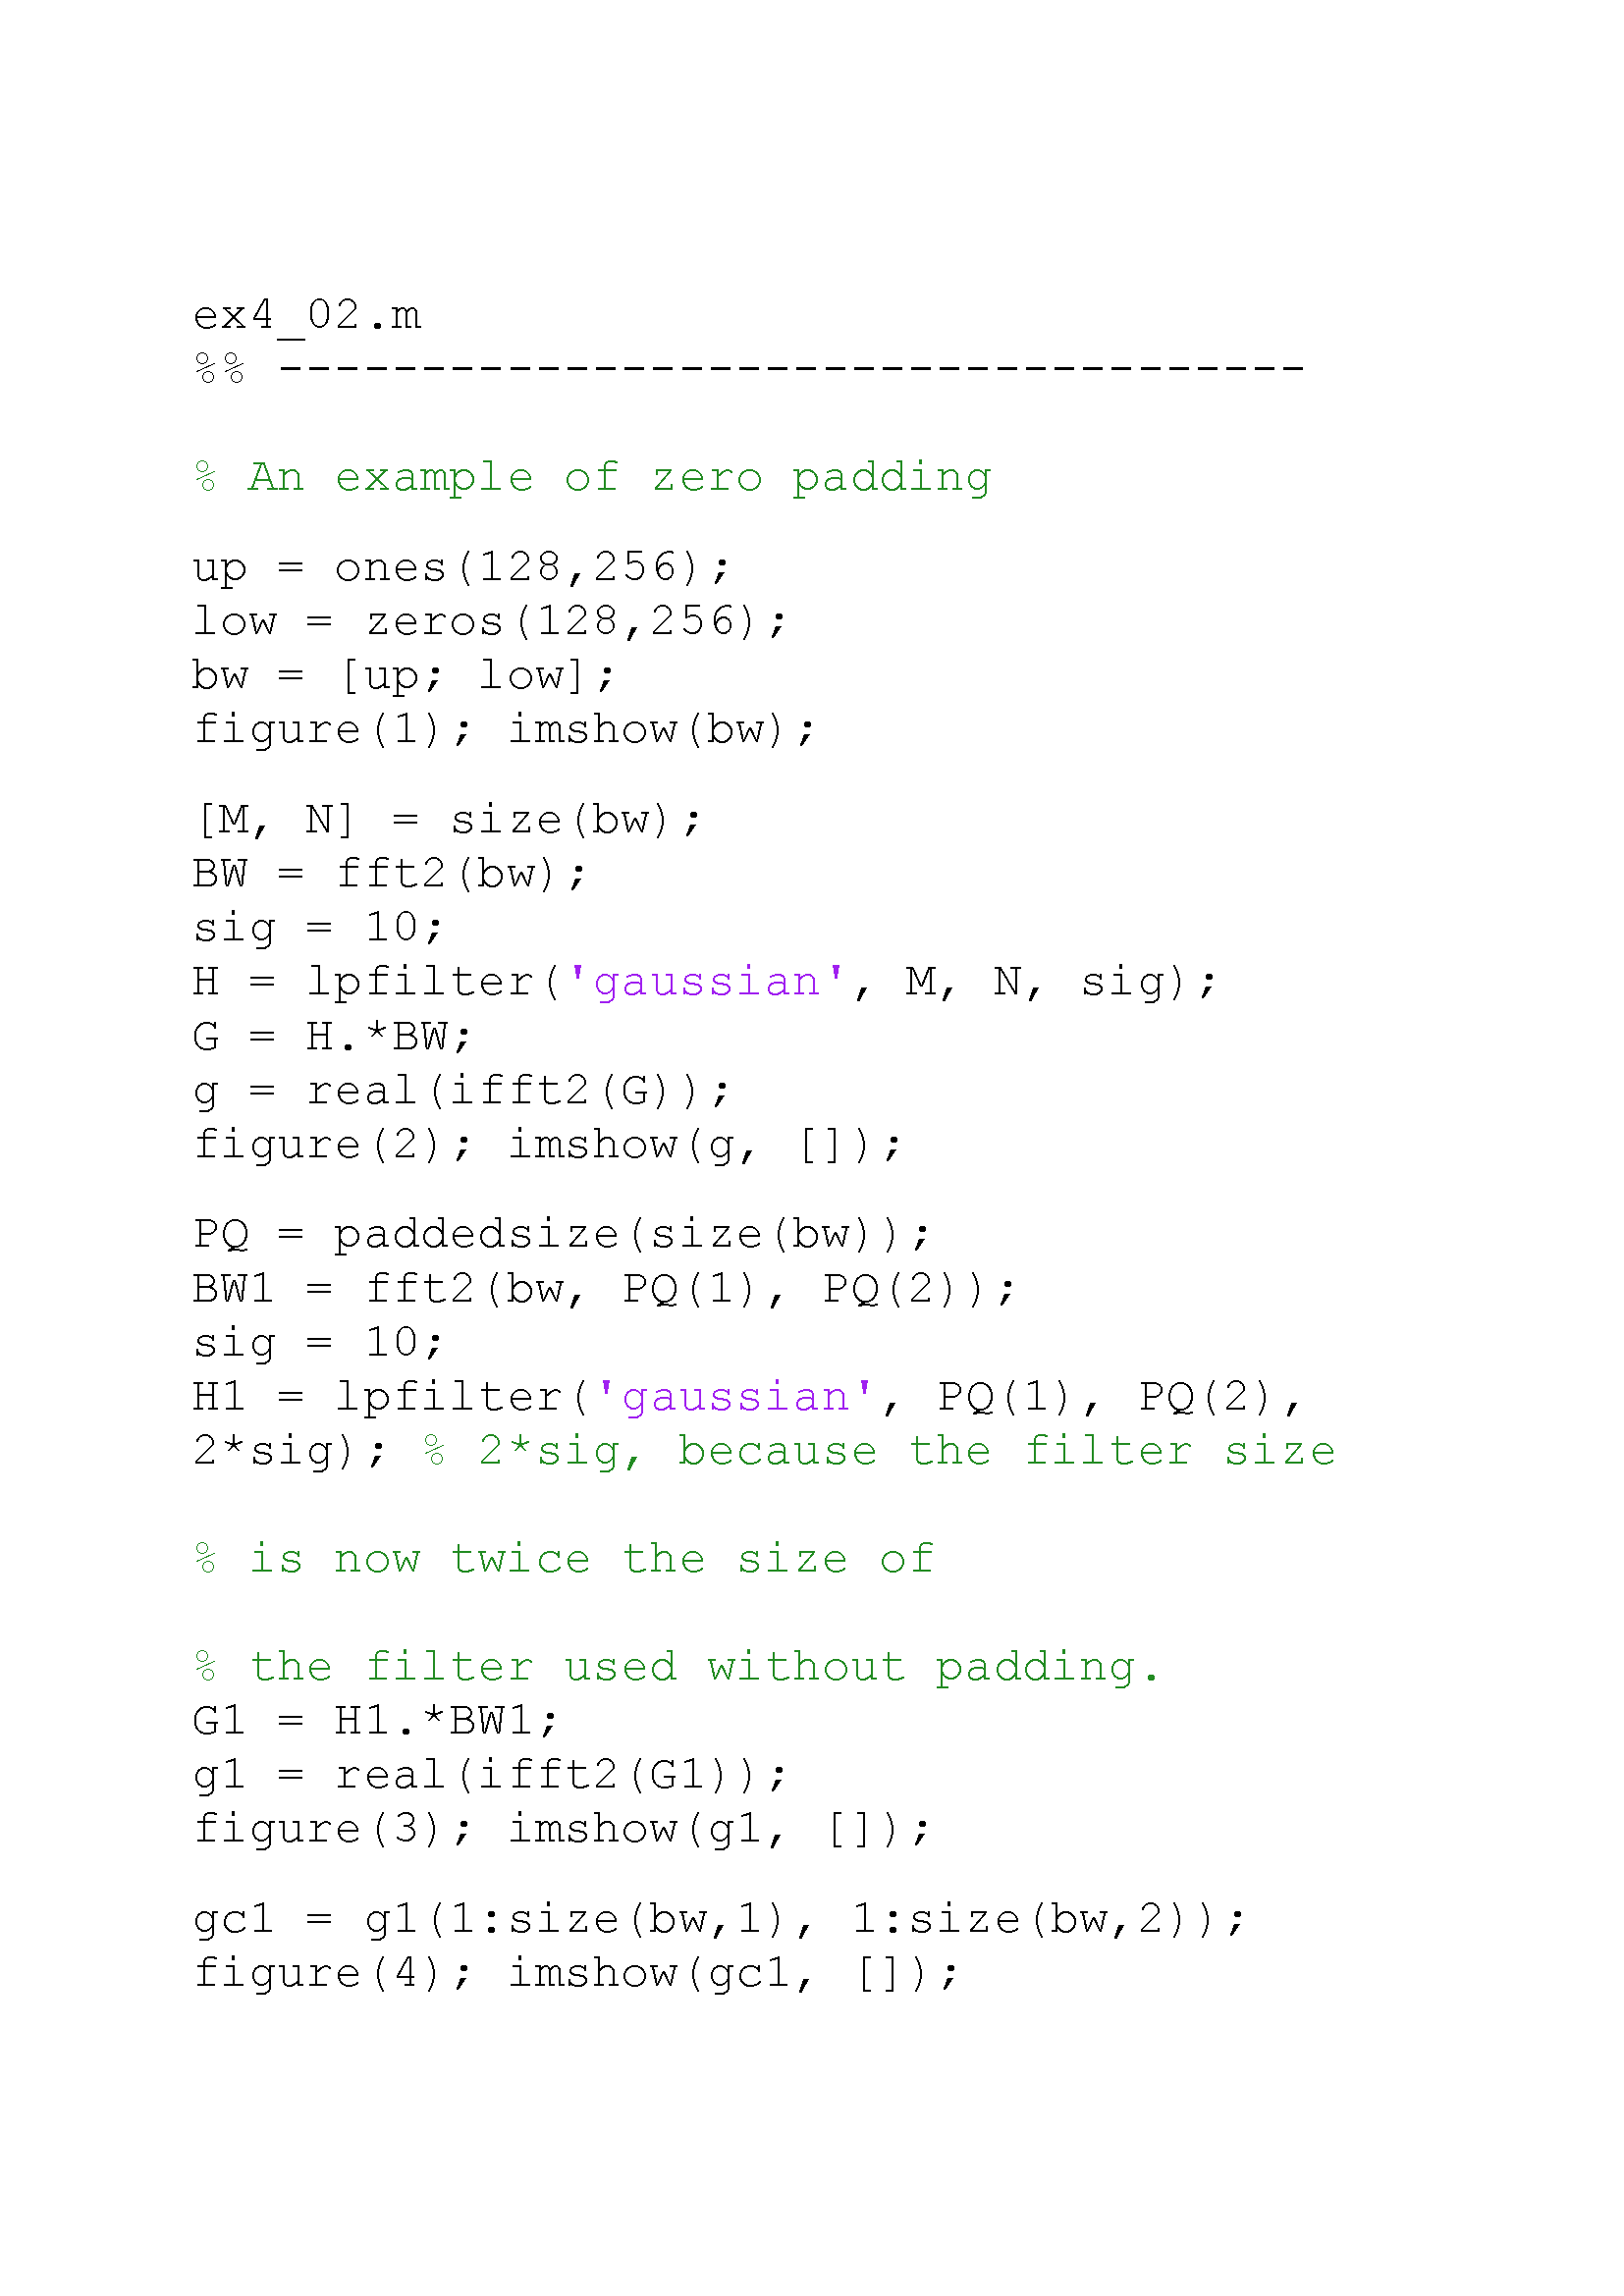 ex4_02.m
%% ------------------------------------
% An example of zero padding
up = ones(128,256);
low = zeros(128,256);
bw = [up; low];
figure(1); imshow(bw);
[M, N] = size(bw);
BW = fft2(bw);
sig = 10;
H = lpfilter('gaussian', M, N, sig);
G = H.*BW;
g = real(ifft2(G));
figure(2); imshow(g, []);
PQ = paddedsize(size(bw));
BW1 = fft2(bw, PQ(1), PQ(2));
sig = 10;
H1 = lpfilter('gaussian', PQ(1), PQ(2),
2*sig); % 2*sig, because the filter size
% is now twice the size of
% the filter used without padding.
G1 = H1.*BW1;
g1 = real(ifft2(G1));
figure(3); imshow(g1, []);
gc1 = g1(1:size(bw,1), 1:size(bw,2));
figure(4); imshow(gc1, []);